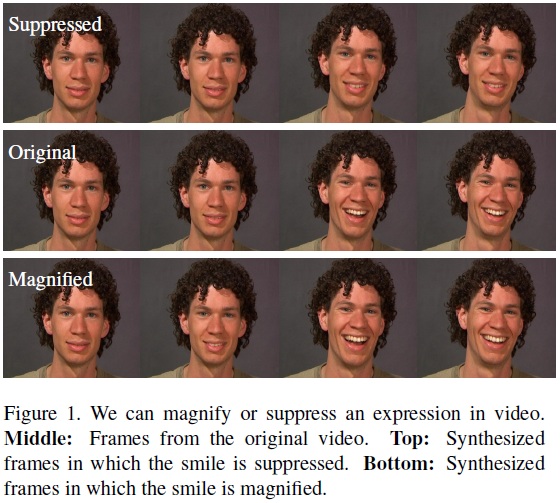 Suppressed
Original
Magnified
Figure 1. We can magnify or suppress an expression in video.
Middle: Frames from the original video. Top: Synthesized
frames in which the smile is suppressed. Bottom: Synthesized
frames in which the smile is magnified.